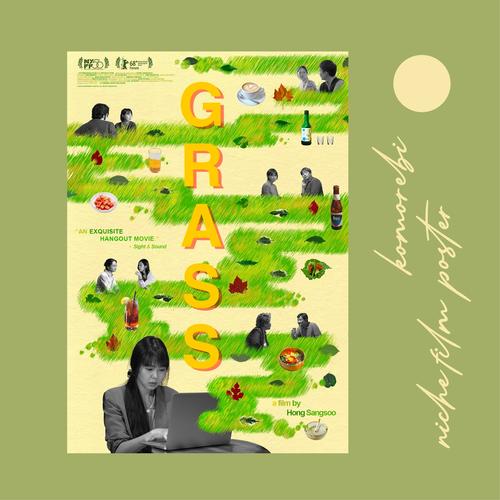 GRASS
"AN EXQUISITE
HANGOUT MOVIE"
- Sight & Sound
a film by
Hong Sangsoo
komorebi
niche film poster